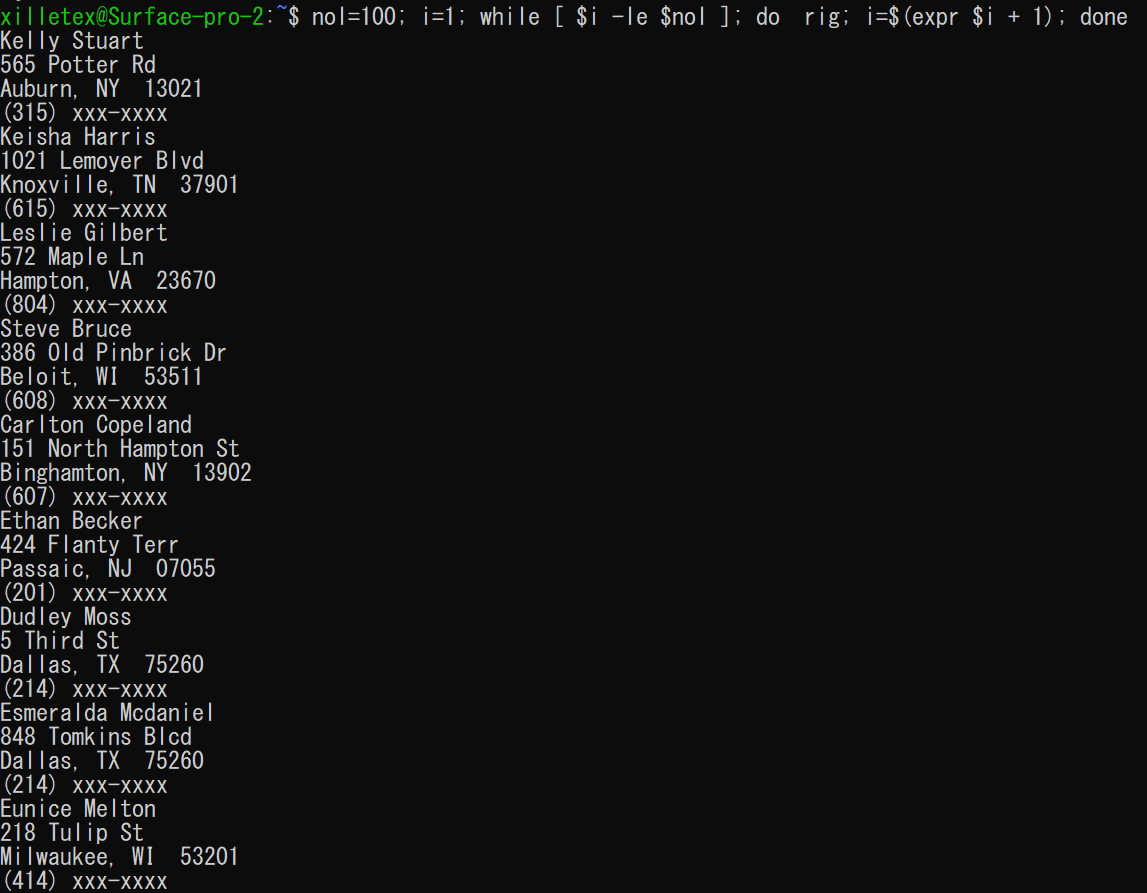 xilletex@Surface-pro-2:~$ nol=100; i=1; while [ $i -le $nol ]; do  rig; i=$(expr $i + 1); done
Kelly Stuart
565 Potter Rd
Auburn, NY  13021
(315) xxx-xxxx
Keisha Harris
1021 Lemoyer Blvd
Knoxville, TN  37901
(615) xxx-xxxx
Leslie Gilbert
572 Maple Ln
Hampton, VA  23670
(804) xxx-xxxx
Steve Bruce
386 Old Pinbrick Dr
Beloit, WI  53511
(608) xxx-xxxx
Carlton Copeland
151 North Hampton St
Binghamton, NY  13902
(607) xxx-xxxx
Ethan Becker
424 Flanty Terr
Passaic, NJ  07055
(201) xxx-xxxx
Dudley Moss
5 Third St
Dallas, TX  75260
(214) xxx-xxxx
Esmeralda Mcdaniel
848 Tomkins Blcd
Dallas, TX  75260
(214) xxx-xxxx
Eunice Melton
218 Tulip St
Milwaukee, WI  53201
(414) xxx-xxxx